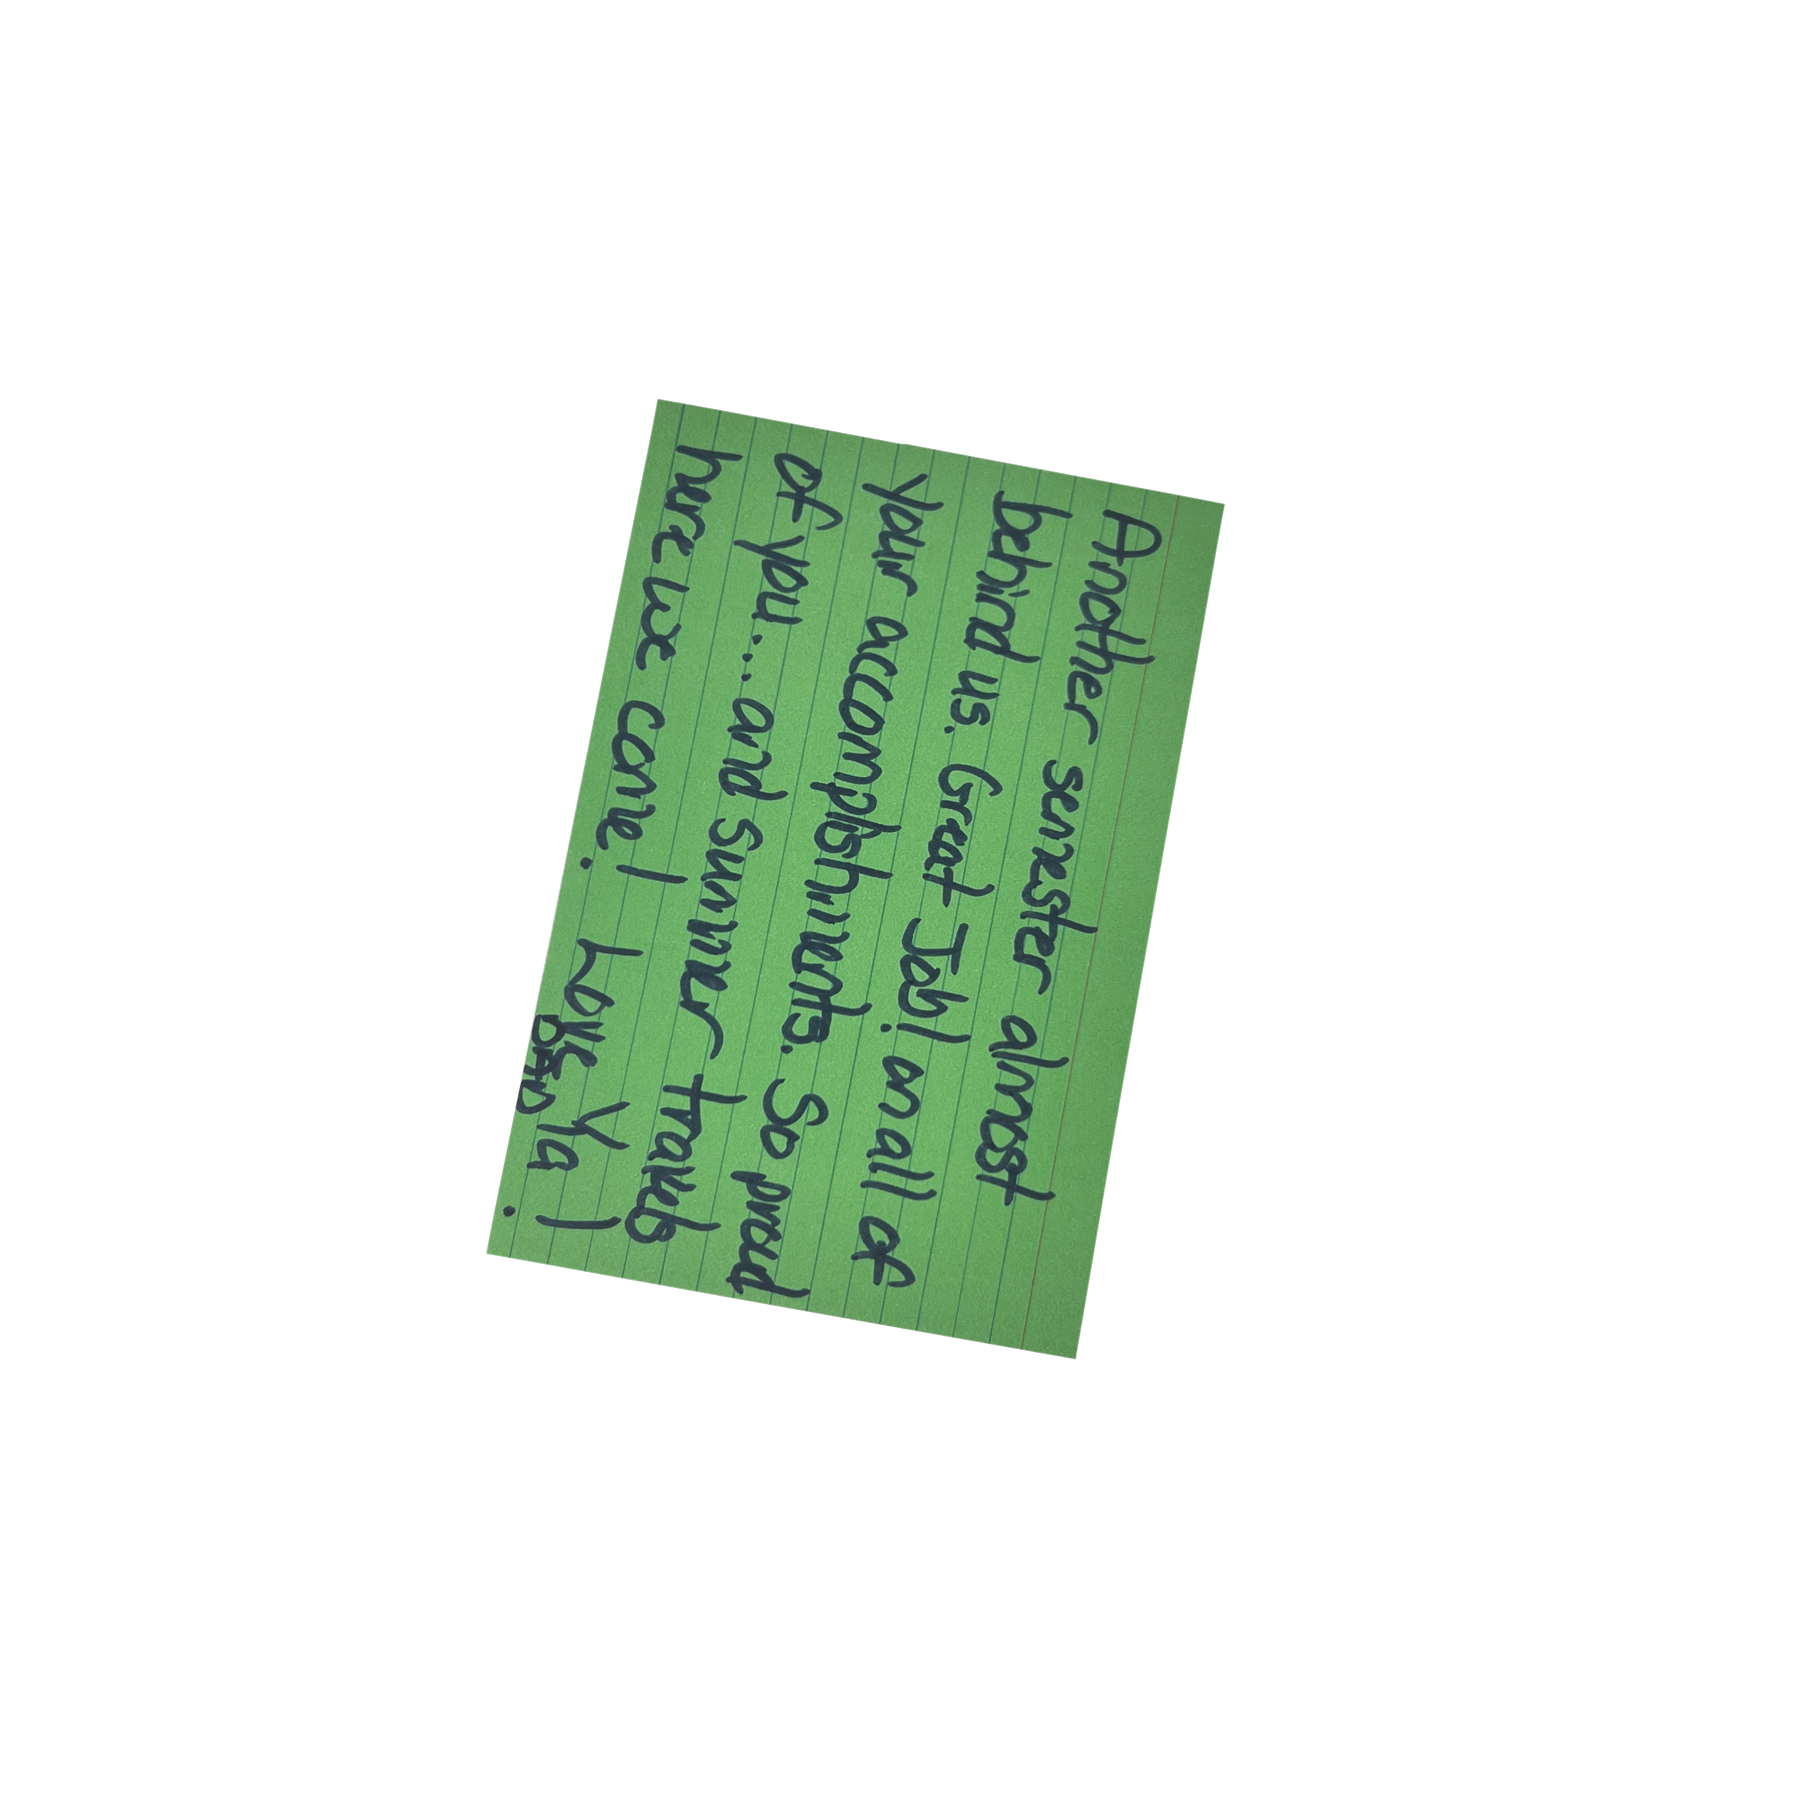 Another semester almost
behind us. Great Job! on all of
your accomplishments. So proud
of you... and summer travels
here we come! Love Ya!
DAD